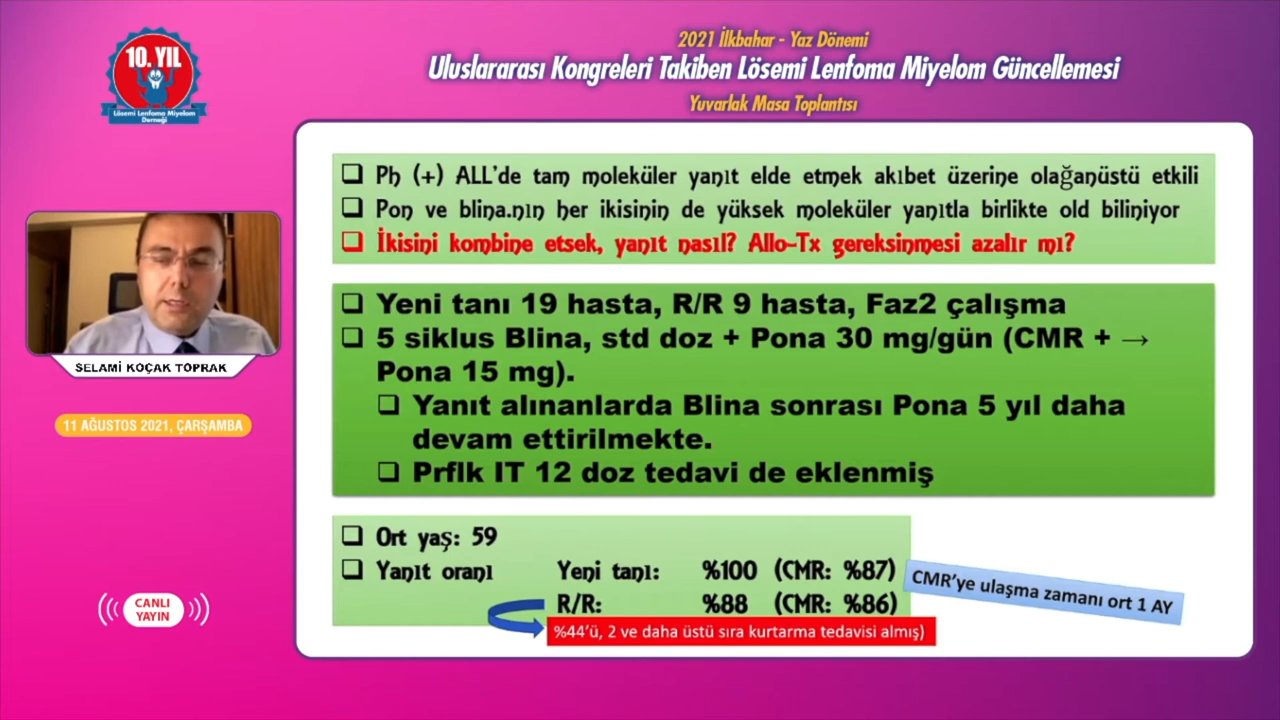 10. YIL
Lösemi Lenfoma Miyelom
Derneği
2021 İlkbahar - Yaz Dönemi
Uluslararası Kongreleri Takiben Lösemi Lenfoma Miyelom Güncellemesi
Yuvarlak Masa Toplantısı
SELAMİ KOÇAK TOPRAK
11 AĞUSTOS 2021, ÇARŞAMBA
CANLI
YAYIN
Ph (+) ALL'de tam moleküler yanıt elde etmek akıbet üzerine olağanüstü etkili
Pon ve blina.nın her ikisinin de yüksek moleküler yanıtla birlikte old biliniyor
İkisini kombine etsek, yanıt nasıl? Allo-Tx gereksinmesi azalır mı?
Yeni tanı 19 hasta, R/R 9 hasta, Faz2 çalışma
5 siklus Blina, std doz + Pona 30 mg/gün (CMR + →
Pona 15 mg).
Yanıt alınanlarda Blina sonrası Pona 5 yıl daha
devam ettirilmekte.
Prflk IT 12 doz tedavi de eklenmiş
Ort yaş: 59
Yanıt oranı Yeni tanı: %100 (CMR: %87)
R/R: %88 (CMR: %86)
CMR'ye ulaşma zamanı ort 1 AY
%44'ü, 2 ve daha üstü sıra kurtarma tedavisi almış)